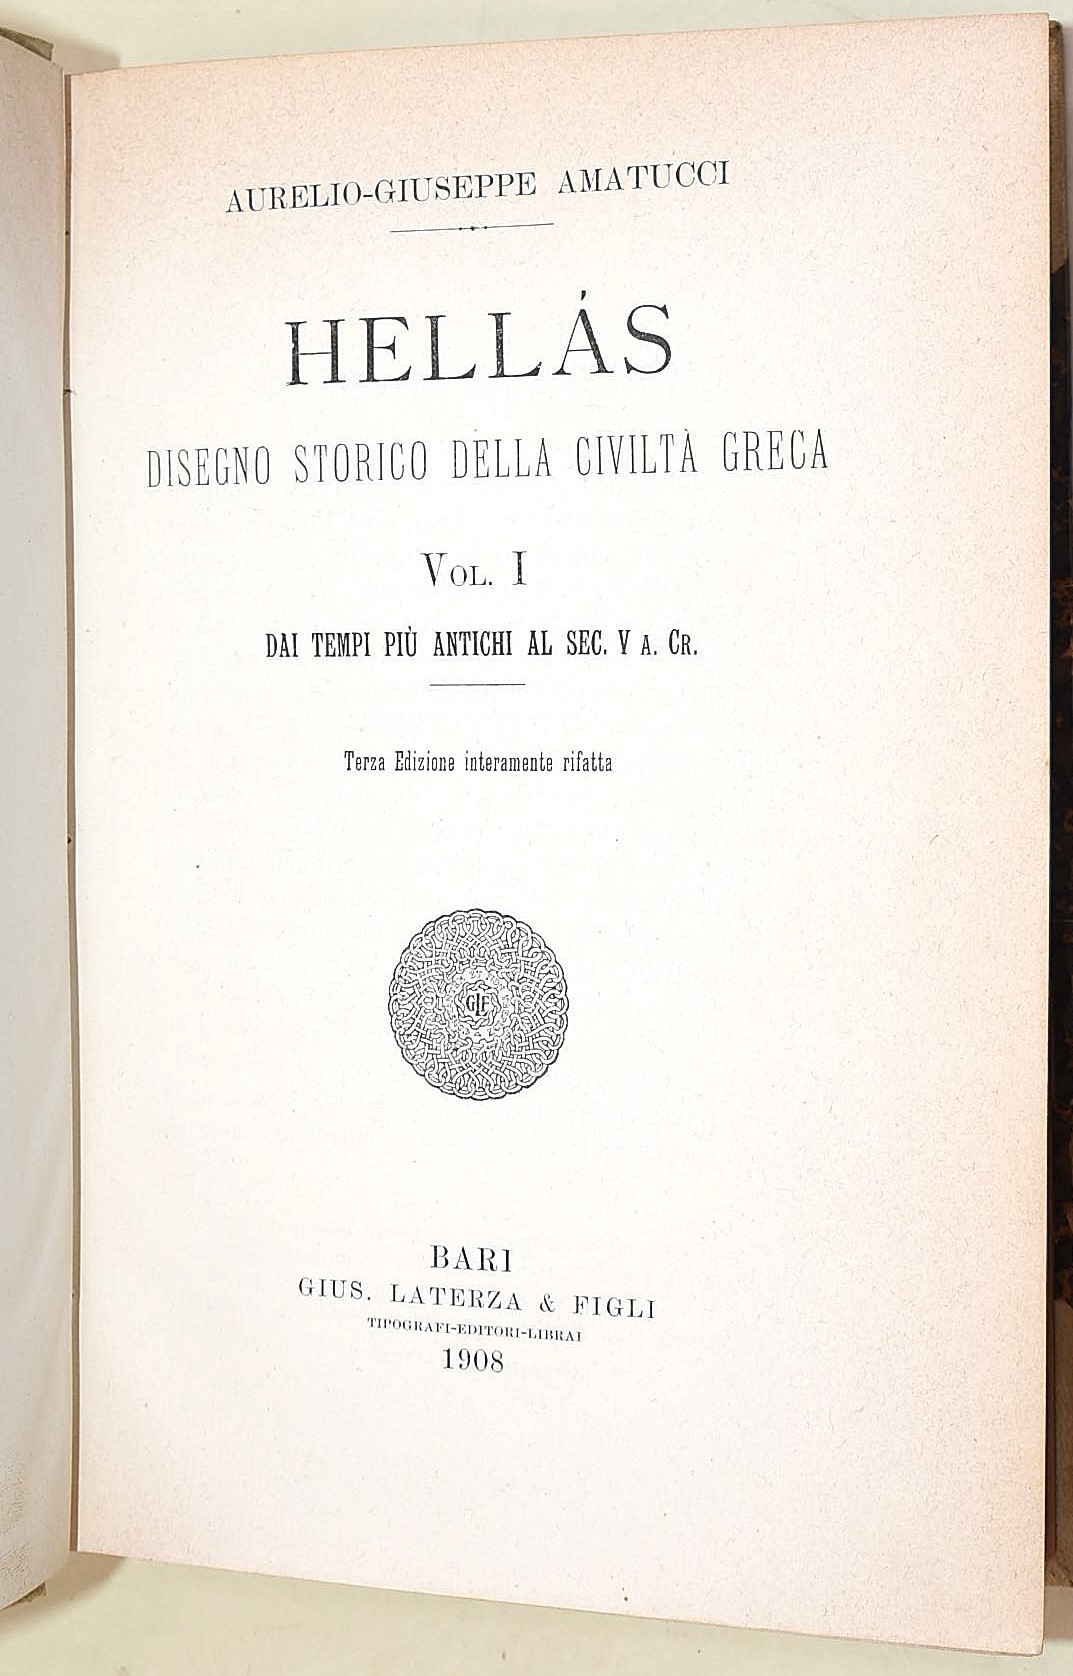 AURELIO-GIUSEPPE AMATUCCI
HELLÁS
DISEGNO STORICO DELLA CIVILTÀ GRECA
VOL. I
DAI TEMPI PIÙ ANTICHI AL SEC. V A. CR.
Terza Edizione interamente rifatta
GLF
BARI
GIUS. LATERZA & FIGLI
TIPOGRAFI-EDITORI-LIBRAI
1908